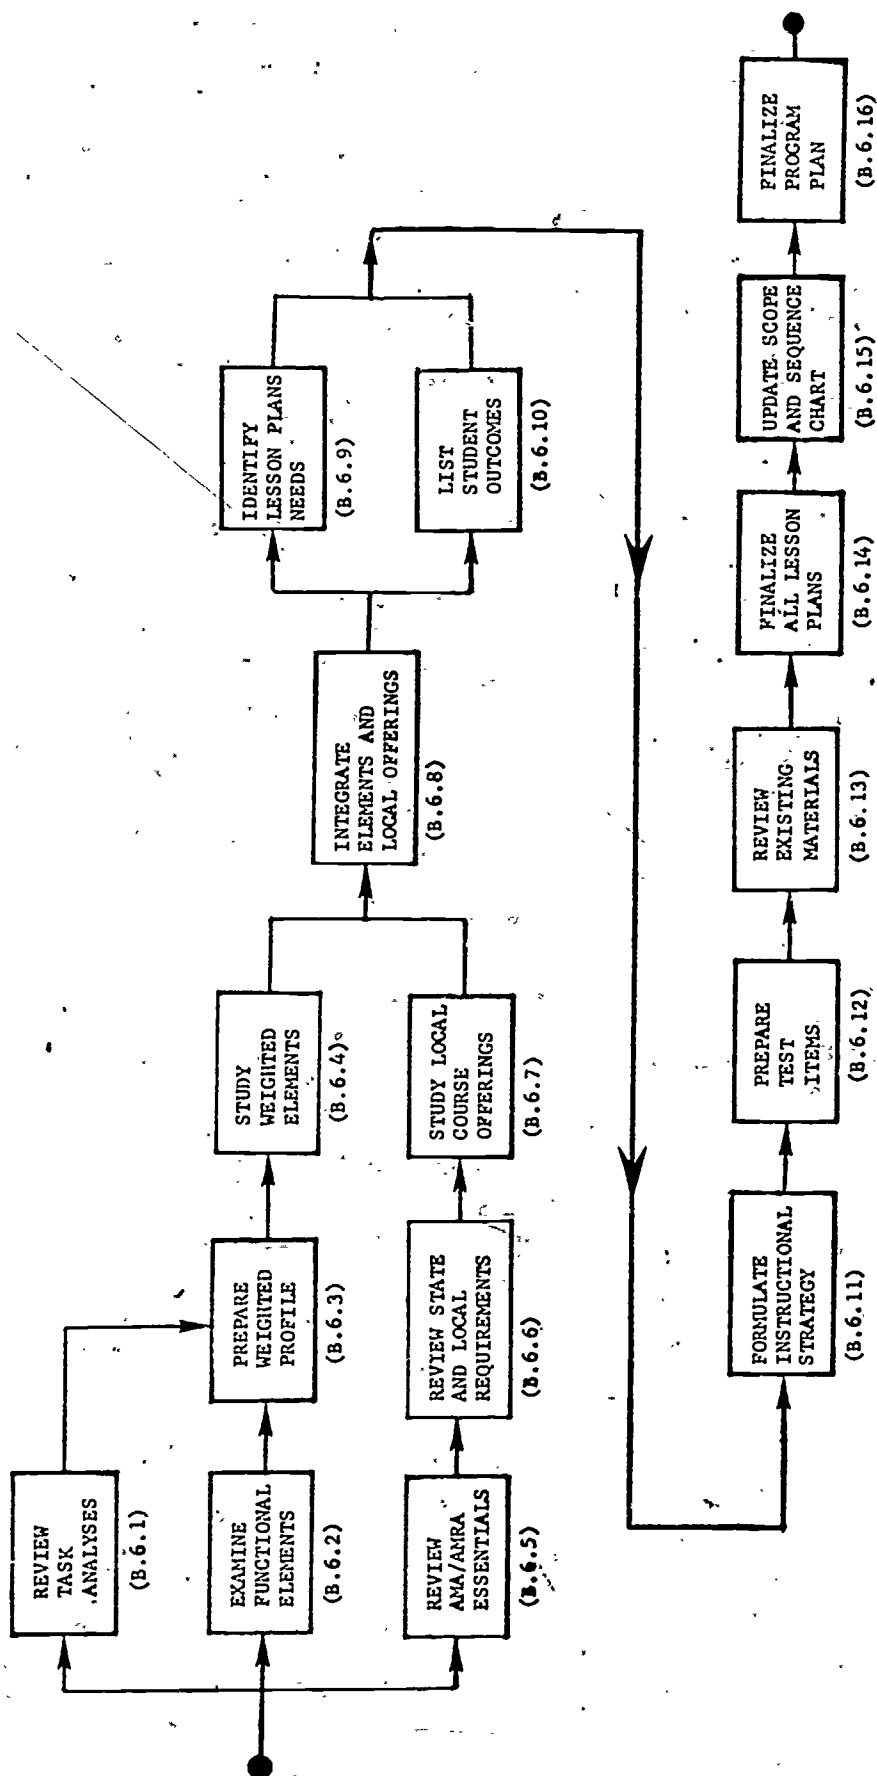 REVIEW
TASK
ANALYSES
(B.6.1)
EXAMINE
FUNCTIONAL
ELEMENTS
(B.6.2)
PREPARE
WEIGHTED
PROFILE
(B.6.3)
STUDY
WEIGHTED
ELEMENTS
(B.6.4)
REVIEW
AMA/AMRA
ESSENTIALS
(B.6.5)
REVIEW STATE
AND LOCAL
REQUIREMENTS
(B.6.6)
STUDY LOCAL
COURSE
OFFERINGS
(B.6.7)
INTEGRATE
ELEMENTS AND
LOCAL OFFERINGS
(B.6.8)
IDENTIFY
LESSON PLANS
NEEDS
(B.6.9)
LIST
STUDENT
OUTCOMES
(B.6.10)
FORMULATE
INSTRUCTIONAL
STRATEGY
(B.6.11)
PREPARE
TEST
ITEMS
(B.6.12)
REVIEW
EXISTING
MATERIALS
(B.6.13)
FINALIZE
ALL LESSON
PLANS
(B.6.14)
UPDATE SCOPE
AND SEQUENCE
CHART
(B.6.15)
FINALIZE
PROGRAM
PLAN
(B.6.16)